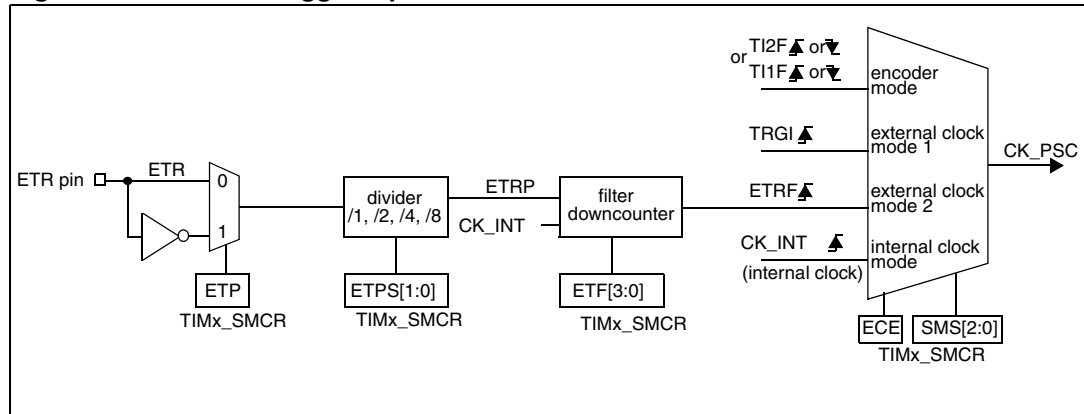 or TI2F or
TI1F or
encoder
mode
TRGI
external clock
mode 1
CK_PSC
ETR pin
ETR
0
1
divider
/1, /2, /4, /8
ETRP
CK_INT
filter
downcounter
ETRF
external clock
mode 2
CK_INT
(internal clock)
internal clock
mode
ETP
TIMx_SMCR
ETPS[1:0]
TIMx_SMCR
ETF[3:0]
TIMx_SMCR
ECE
SMS[2:0]
TIMx_SMCR